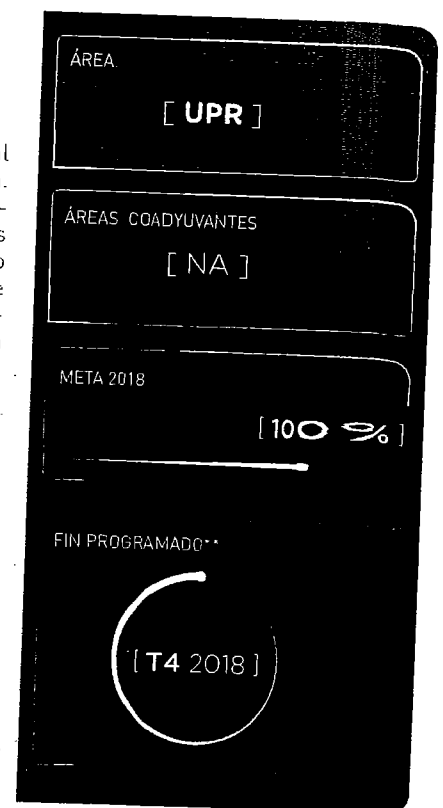 ÁREA
[ UPR ]
ÁREAS COADYUVANTES
[ NA ]
META 2018
[ 100 % ]
FIN PROGRAMADO**
[ T4 2018 ]